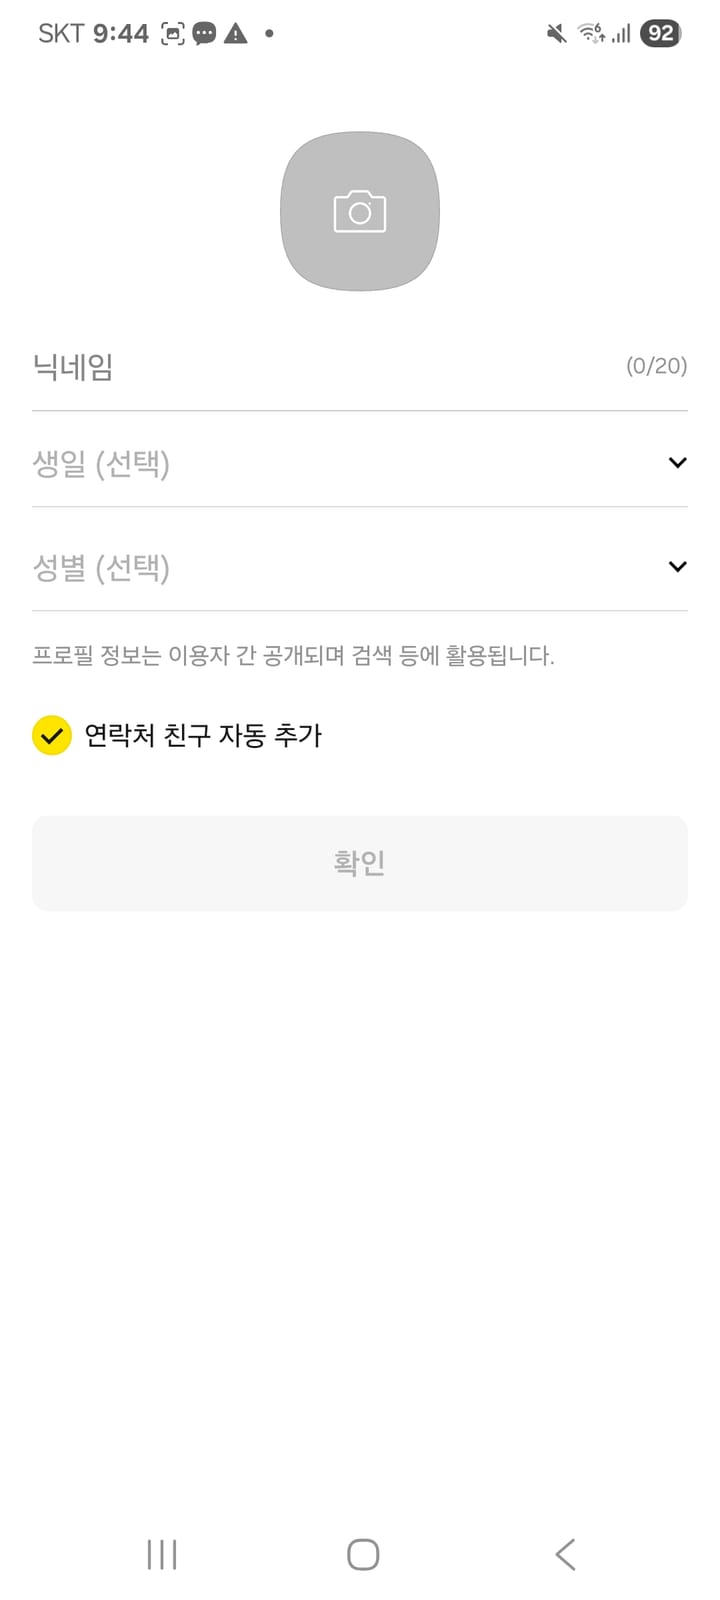 SKT 9:44 92
닉네임 (0/20)
생일 (선택)
성별 (선택)
프로필 정보는 이용자 간 공개되며 검색 등에 활용됩니다.
연락처 친구 자동 추가
확인